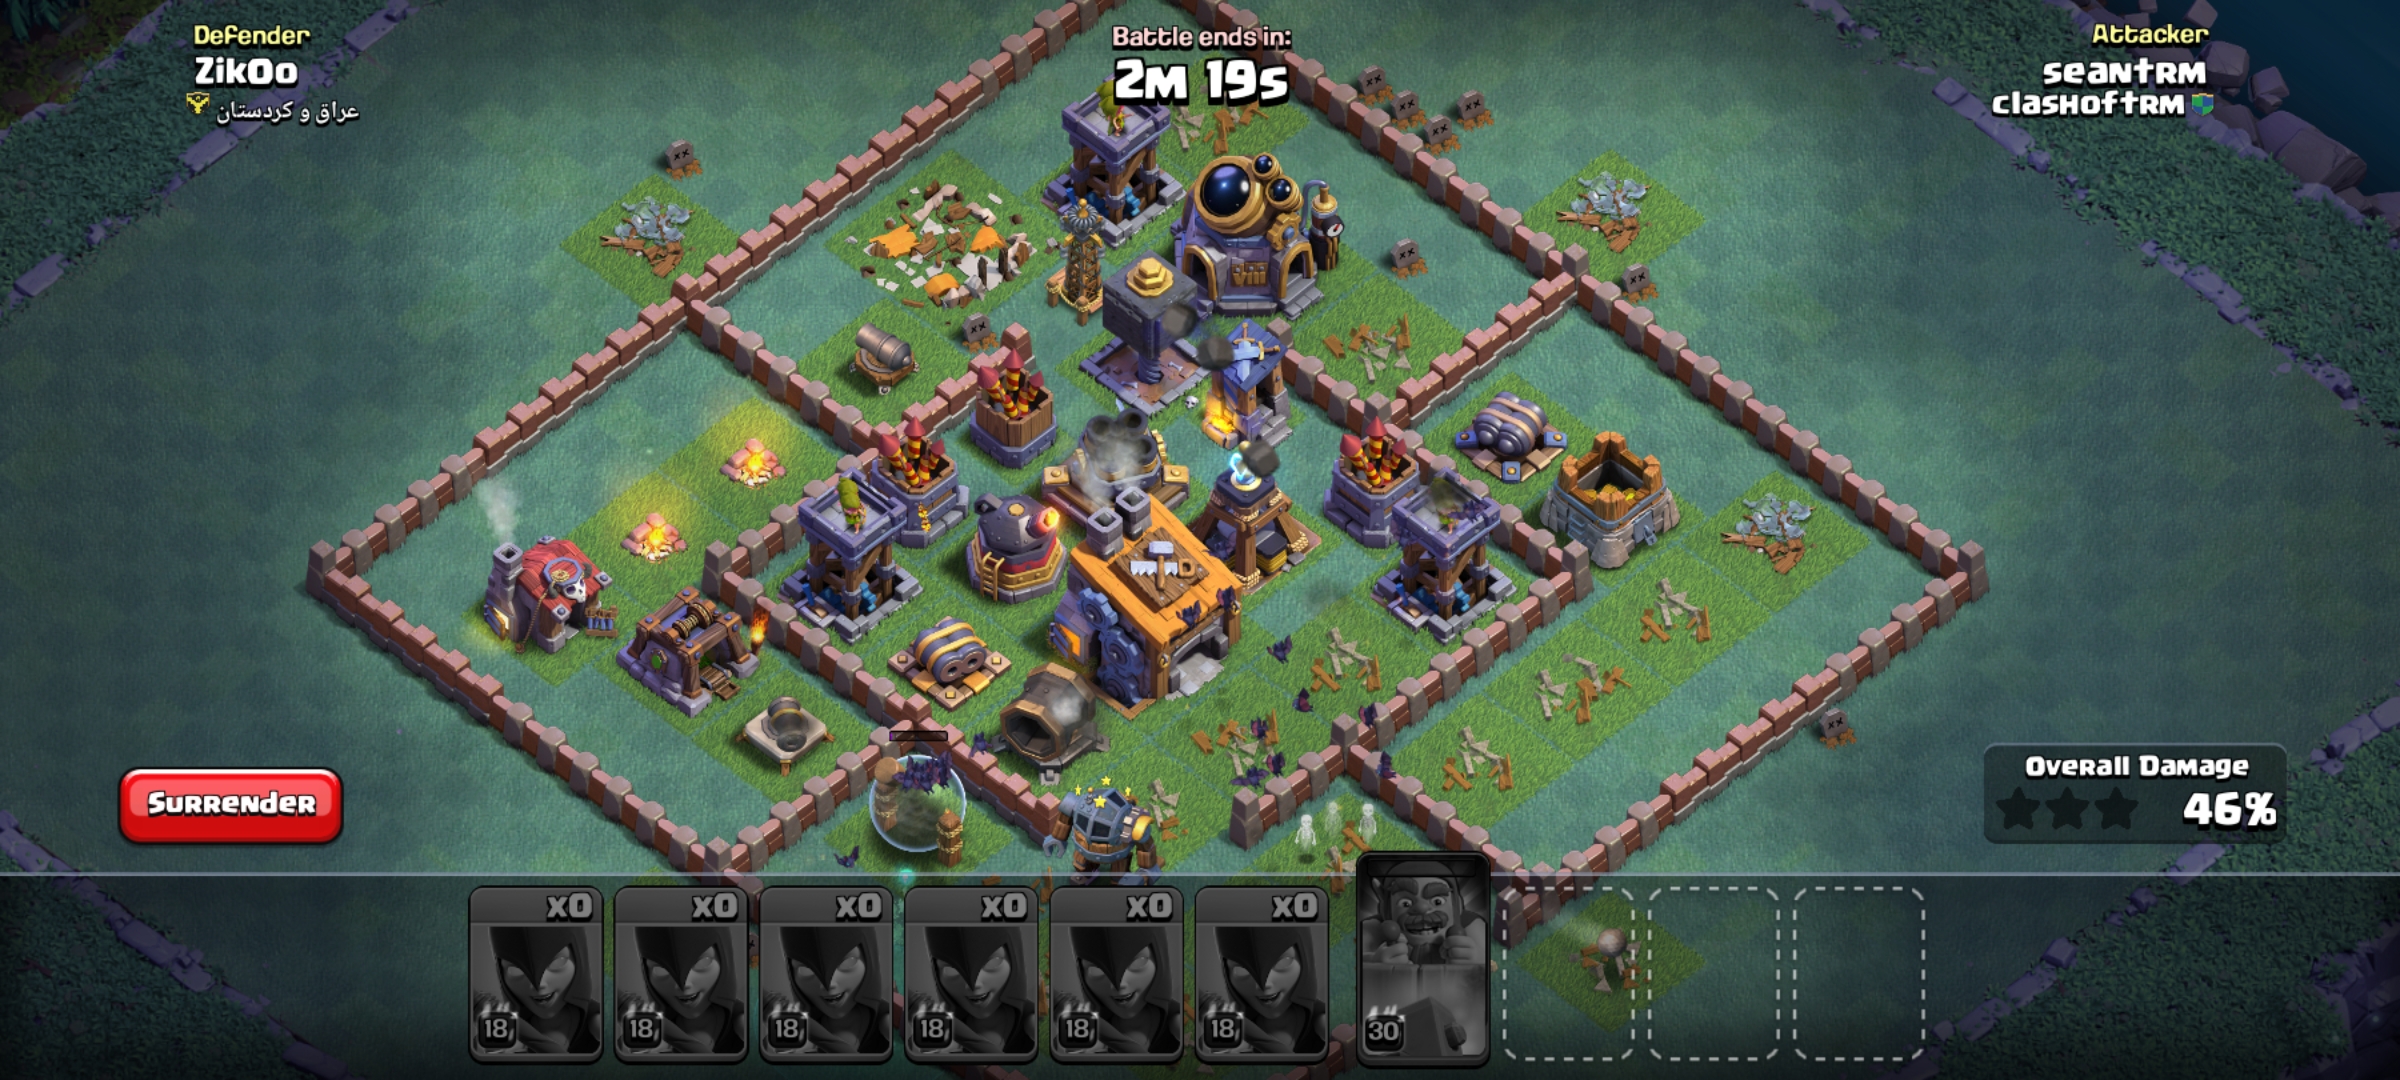 Defender
ZikOo
عراق و كردستان
Battle ends in:
2M 19s
Attacker
seantRM
clashoftRM
VIII
Surrender
Overall Damage
46%
x0
x0
x0
x0
x0
x0
18
18
18
18
18
18
30